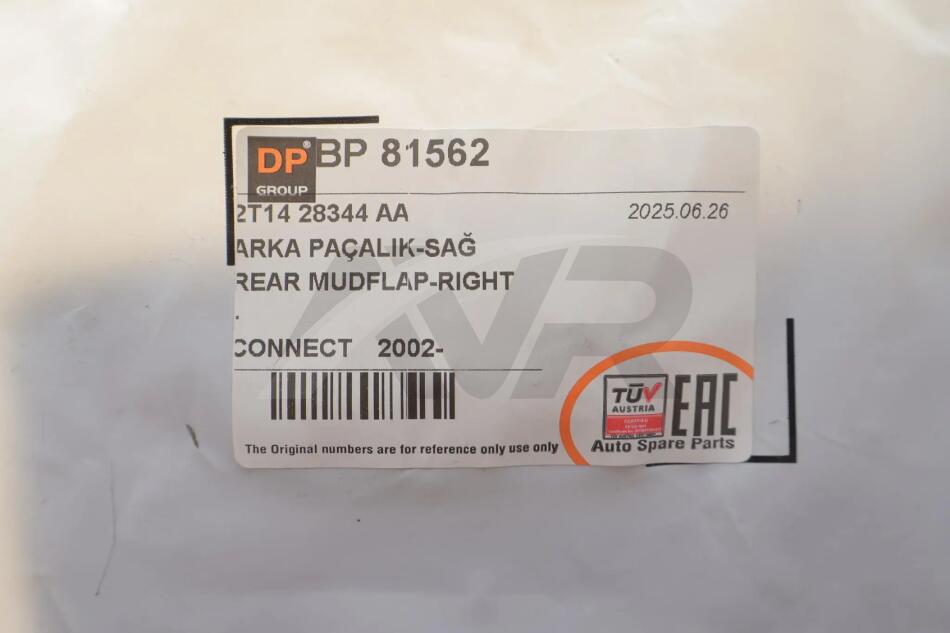 DP® BP 81562
GROUP
2T14 28344 AA 2025.06.26
ARKA PAÇALIK-SAĞ
REAR MUDFLAP-RIGHT
.
CONNECT 2002-
TÜV
AUSTRIA
EAC
Auto Spare Parts
The Original numbers are for reference only use only